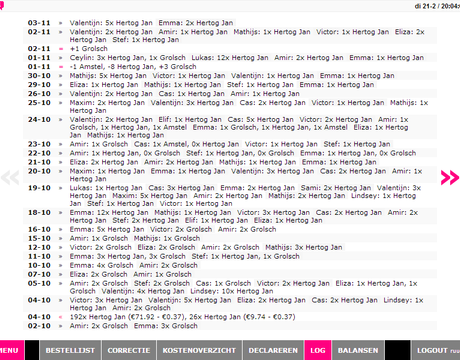 di 21-2 / 20:04:
03-11 » Valentijn: 5x Hertog Jan Emma: 2x Hertog Jan
02-11 » Valentijn: 2x Hertog Jan Amir: 1x Hertog Jan Mathijs: 1x Hertog Jan Victor: 1x Hertog Jan Eliza: 2x
Hertog Jan Stef: 1x Hertog Jan
02-11 = +1 Grolsch
01-11 » Ceylin: 3x Hertog Jan, 1x Grolsch Lukas: 12x Hertog Jan Amir: 2x Hertog Jan Emma: 1x Hertog Jan
01-11 = -1 Amstel, -8 Hertog Jan, +3 Grolsch
30-10 » Mathijs: 5x Hertog Jan Victor: 1x Hertog Jan Valentijn: 1x Hertog Jan Emma: 1x Hertog Jan
29-10 » Eliza: 1x Hertog Jan Mathijs: 1x Hertog Jan Stef: 1x Hertog Jan Emma: 1x Hertog Jan
26-10 » Valentijn: 2x Hertog Jan Cas: 1x Hertog Jan Amir: 1x Hertog Jan
25-10 » Maxim: 2x Hertog Jan Valentijn: 3x Hertog Jan Cas: 2x Hertog Jan Victor: 1x Hertog Jan Mathijs: 1x
Hertog Jan
24-10 » Valentijn: 2x Hertog Jan Elif: 1x Hertog Jan Cas: 5x Hertog Jan Victor: 2x Hertog Jan Amir: 1x
Grolsch, 1x Hertog Jan, 1x Amstel Emma: 1x Grolsch, 1x Hertog Jan, 1x Amstel Eliza: 1x Hertog
Jan Mathijs: 1x Hertog Jan
23-10 » Amir: 1x Grolsch Cas: 1x Amstel, 0x Hertog Jan Victor: 1x Hertog Jan Stef: 1x Hertog Jan
22-10 » Amir: 1x Hertog Jan, 0x Grolsch Stef: 1x Hertog Jan, 0x Grolsch Emma: 1x Hertog Jan, 0x Grolsch
21-10 » Eliza: 2x Hertog Jan Amir: 2x Hertog Jan Mathijs: 1x Hertog Jan Emma: 1x Hertog Jan
20-10 » Maxim: 1x Hertog Jan Emma: 1x Hertog Jan Valentijn: 3x Hertog Jan Cas: 2x Hertog Jan Amir: 1x
Hertog Jan
19-10 » Lukas: 1x Hertog Jan Cas: 3x Hertog Jan Emma: 2x Hertog Jan Sami: 2x Hertog Jan Valentijn: 3x
Hertog Jan Maxim: 5x Hertog Jan Amir: 2x Hertog Jan Mathijs: 2x Hertog Jan Lindsey: 1x Hertog
Jan Stef: 1x Hertog Jan Victor: 1x Hertog Jan
18-10 » Emma: 12x Hertog Jan Mathijs: 1x Hertog Jan Victor: 3x Hertog Jan Cas: 2x Hertog Jan Amir: 2x
Hertog Jan Stef: 2x Hertog Jan Elif: 1x Hertog Jan Eliza: 1x Hertog Jan
16-10 » Emma: 5x Hertog Jan Victor: 2x Grolsch Amir: 2x Grolsch
15-10 » Amir: 1x Grolsch Mathijs: 1x Grolsch
12-10 » Victor: 2x Hertog Jan Eliza: 2x Grolsch Amir: 2x Grolsch Mathijs: 3x Hertog Jan
11-10 » Emma: 3x Hertog Jan, 3x Grolsch Stef: 1x Hertog Jan, 1x Grolsch
10-10 » Emma: 4x Grolsch Amir: 2x Grolsch
07-10 » Eliza: 2x Grolsch Amir: 1x Grolsch
05-10 » Amir: 2x Grolsch Stef: 2x Grolsch Cas: 1x Grolsch Victor: 2x Hertog Jan Eliza: 1x Hertog Jan, 1x
Grolsch Valentijn: 4x Hertog Jan Lindsey: 10x Hertog Jan
04-10 » Victor: 3x Hertog Jan Valentijn: 5x Hertog Jan Eliza: 2x Hertog Jan Cas: 2x Hertog Jan Lindsey: 1x
Hertog Jan Amir: 2x Grolsch
04-10 = 192x Hertog Jan (€71.92 - €0.37), 26x Hertog Jan (€9.74 - €0.37)
02-10 » Amir: 2x Grolsch Emma: 3x Grolsch
« »
MENU BESTELLIJST CORRECTIE KOSTENOVERZICHT DECLAREREN LOG BALANSEN LOGOUT